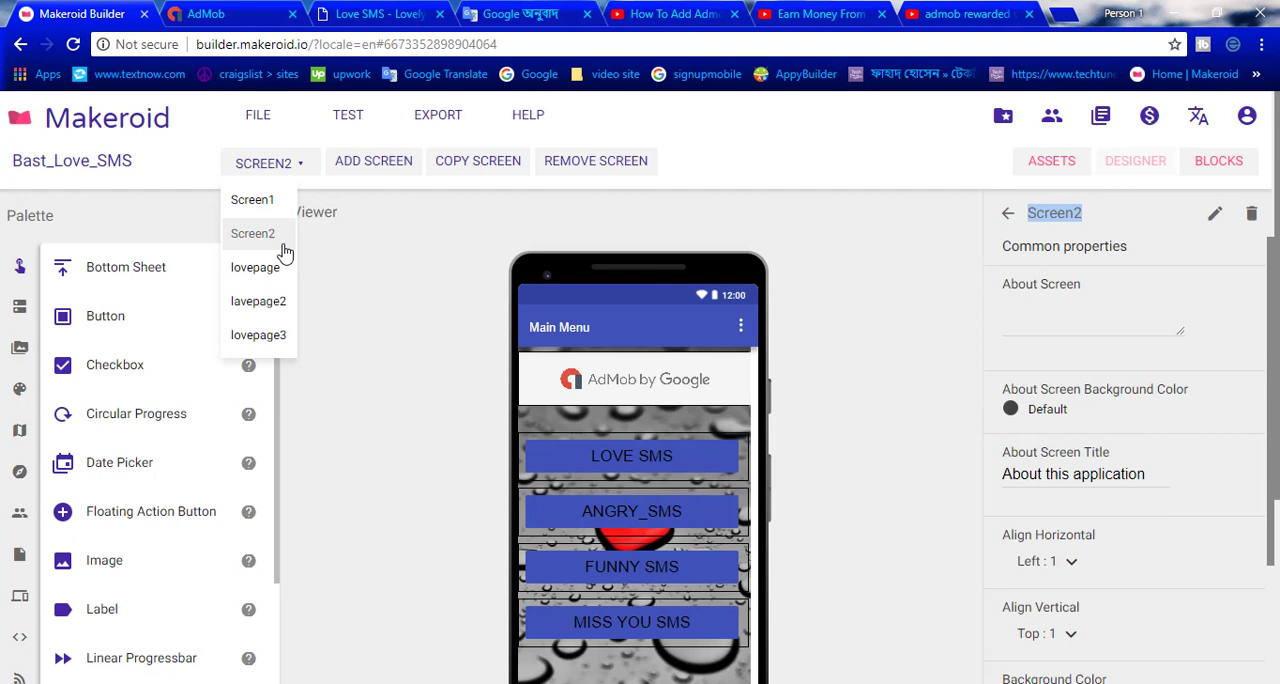 Makeroid Builder
AdMob
Love SMS - Lovely
Google অনুবাদ
How To Add Adm
Earn Money From
admob rewarded v
Person 1
Not secure
builder.makeroid.io/?locale=en#6673352898904064
Apps
www.textnow.com
craigslist > sites
upwork
Google Translate
Google
video site
signupmobile
AppyBuilder
ফাহাদ হোসেন » টেক
https://www.techtun
Home | Makeroid
»
Makeroid
FILE
TEST
EXPORT
HELP
Bast_Love_SMS
SCREEN2
ADD SCREEN
COPY SCREEN
REMOVE SCREEN
ASSETS
DESIGNER
BLOCKS
Screen1
Screen2
lovepage
lavepage2
lovepage3
Palette
Bottom Sheet
Button
Checkbox
Circular Progress
Date Picker
Floating Action Button
Image
Label
Linear Progressbar
Viewer
12:00
Main Menu
AdMob by Google
LOVE SMS
ANGRY_SMS
FUNNY SMS
MISS YOU SMS
Screen2
Common properties
About Screen
About Screen Background Color
Default
About Screen Title
About this application
Align Horizontal
Left : 1
Align Vertical
Top : 1
Background Color